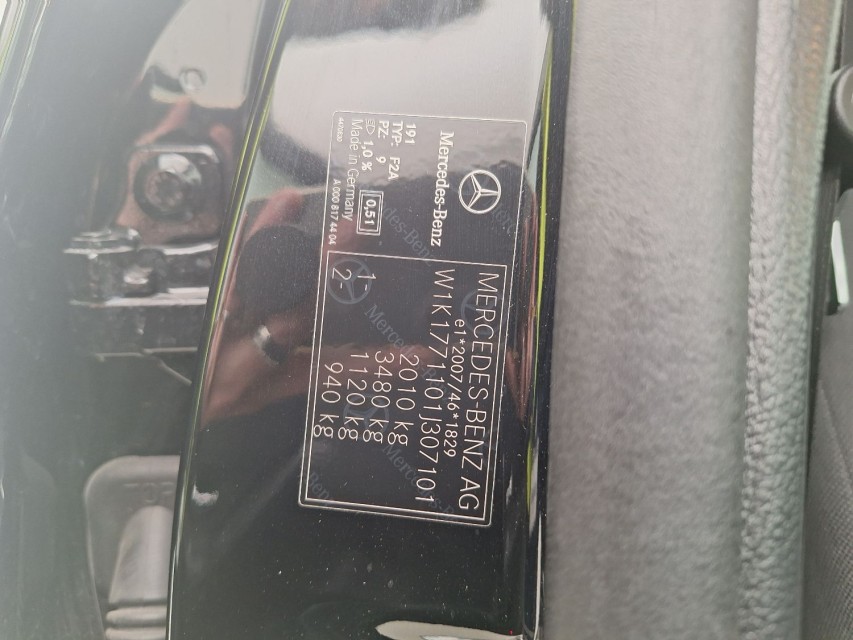 Mercedes-Benz
191
TYP: F2A
PZ: 9
1,0 %
0,51
Made in Germany
A 000 817 44 04
MERCEDES-BENZ AG
e1*2007/46*1829
W1K1771101J307101
2010 kg
3480 kg
1- 1120 kg
2- 940 kg